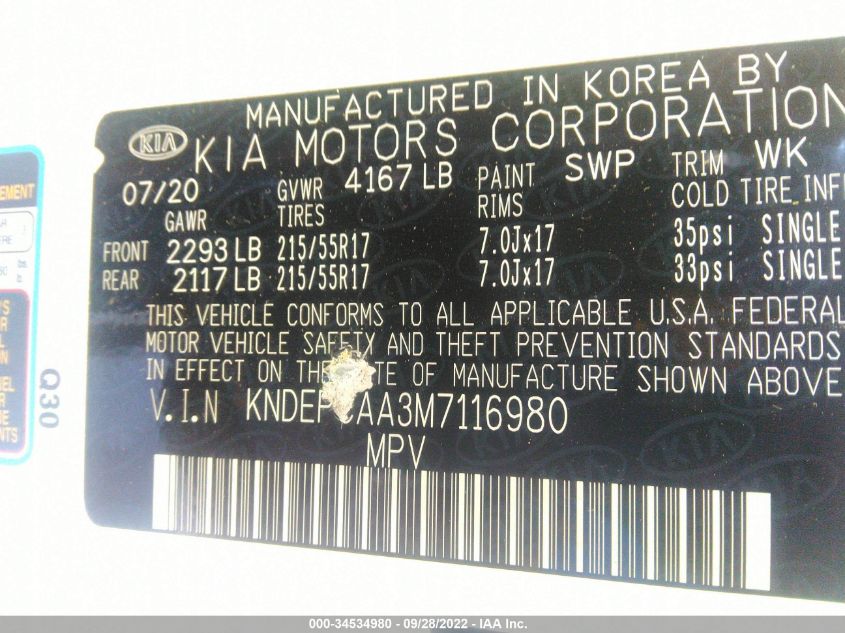 MANUFACTURED IN KOREA BY
KIA KIA MOTORS CORPORATION
07/20 GVWR 4167 LB PAINT SWP TRIM WK
GAWR TIRES RIMS COLD TIRE INF
FRONT 2293 LB 215/55R17 7.0Jx17 35psi SINGLE
REAR 2117 LB 215/55R17 7.0Jx17 33psi SINGLE
THIS VEHICLE CONFORMS TO ALL APPLICABLE U.S.A. FEDERAL
MOTOR VEHICLE SAFETY AND THEFT PREVENTION STANDARDS
IN EFFECT ON THE OF MANUFACTURE SHOWN ABOVE
V.I.N
MPV
EMENT
Q30
000-34534980 - 09/28/2022 - IAA Inc.